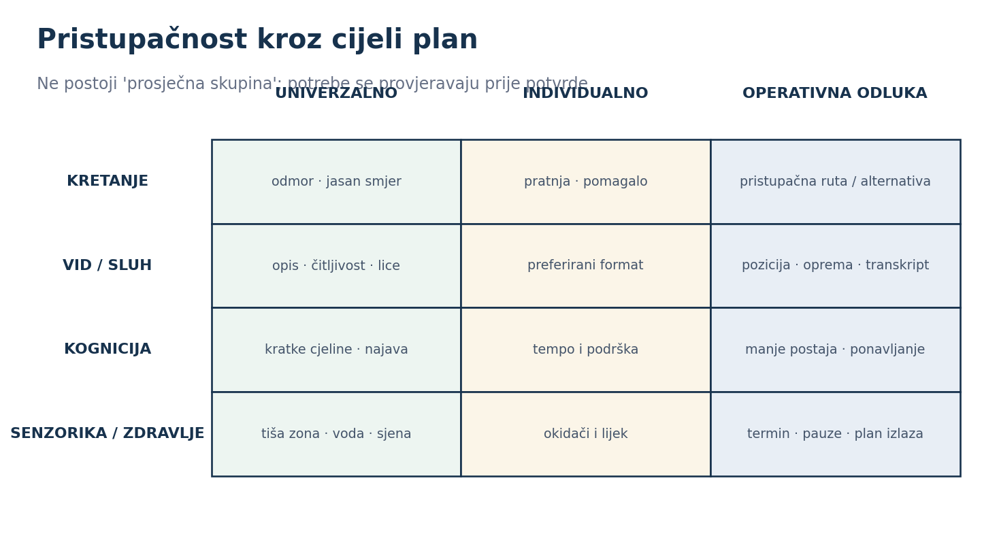 Pristupačnost kroz cijeli plan
Ne postoji 'prosječna skupina': potrebe se provjeravaju prije potvrde.
UNIVERZALNO INDIVIDUALNO OPERATIVNA ODLUKA
KRETANJE odmor · jasan smjer pratnja · pomagalo pristupačna ruta / alternativa
VID / SLUH opis · čitljivost · lice preferirani format pozicija · oprema · transkript
KOGNICIJA kratke cjeline · najava tempo i podrška manje postaja · ponavljanje
SENZORIKA / ZDRAVLJE tiša zona · voda · sjena okidači i lijek termin · pauze · plan izlaza